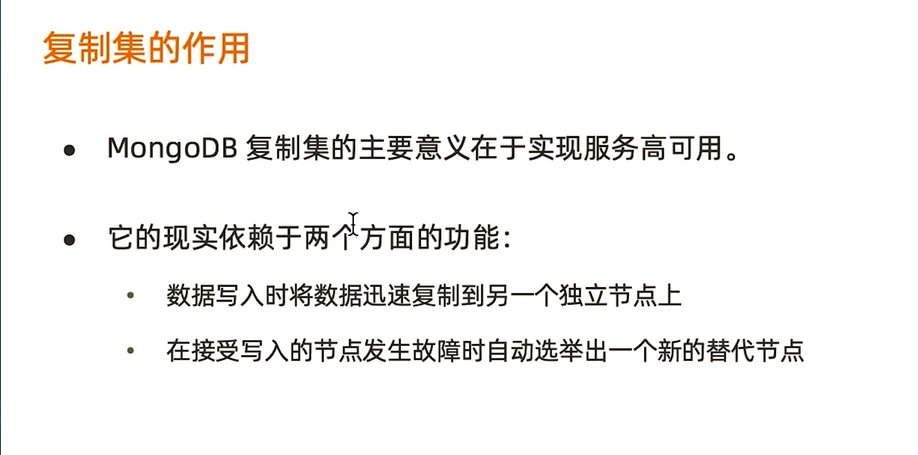 复制集的作用
● MongoDB 复制集的主要意义在于实现服务高可用。
● 它的现实依赖于两个方面的功能：
• 数据写入时将数据迅速复制到另一个独立节点上
• 在接受写入的节点发生故障时自动选举出一个新的替代节点